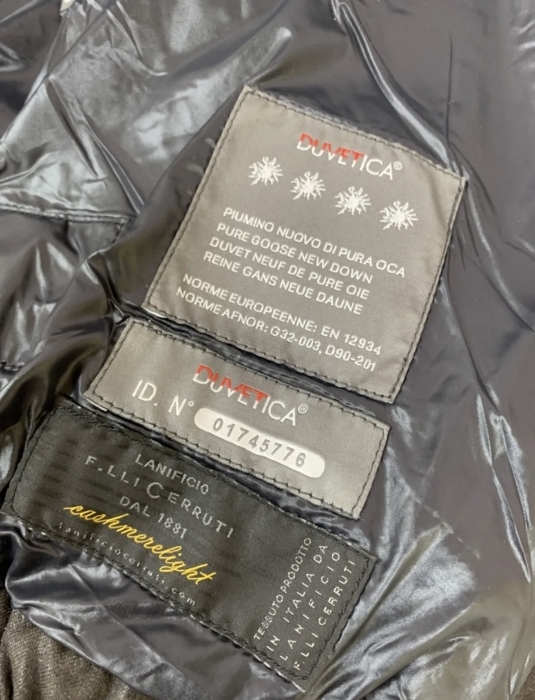 DUVETICA®
PIUMINO NUOVO DI PURA OCA
PURE GOOSE NEW DOWN
DUVET NEUF DE PURE OIE
REINE GANS NEUE DAUNE
NORME EUROPEENNE: EN 12934
NORME AFNOR: G32-003, D90-201
DUVETICA®
ID. N° 01745776
LANIFICIO
F.LLI CERRUTI
DAL 1881
cashmerelight
lanificiocerruti.com
TESSUTO PRODOTTO
IN ITALIA DA
LANIFICIO
F.LLI CERRUTI